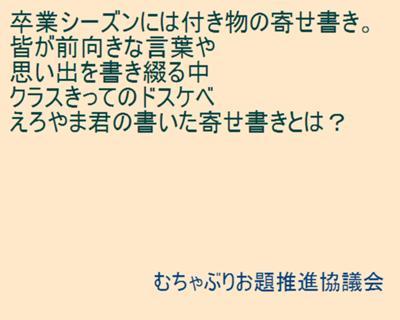 卒業シーズンには付き物の寄せ書き。
皆が前向きな言葉や
思い出を書き綴る中
クラスきってのドスケベ
えろやま君の書いた寄せ書きとは？
むちゃぶりお題推進協議会